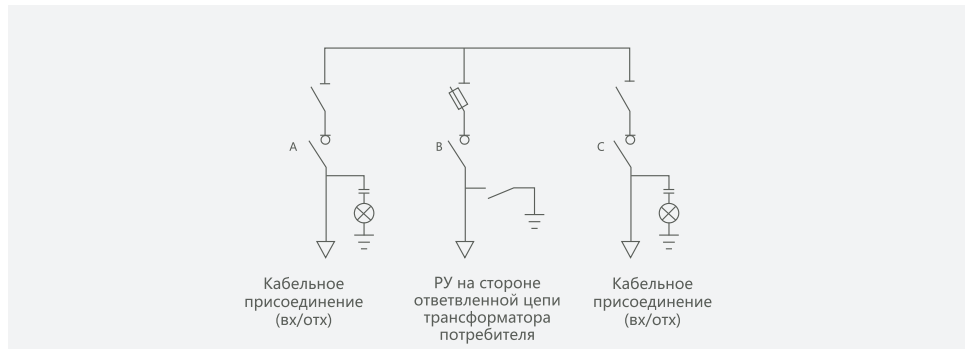 A
B
C
Кабельное
присоединение
(вх/отх)
РУ на стороне
ответвленной цепи
трансформатора
потребителя
Кабельное
присоединение
(вх/отх)